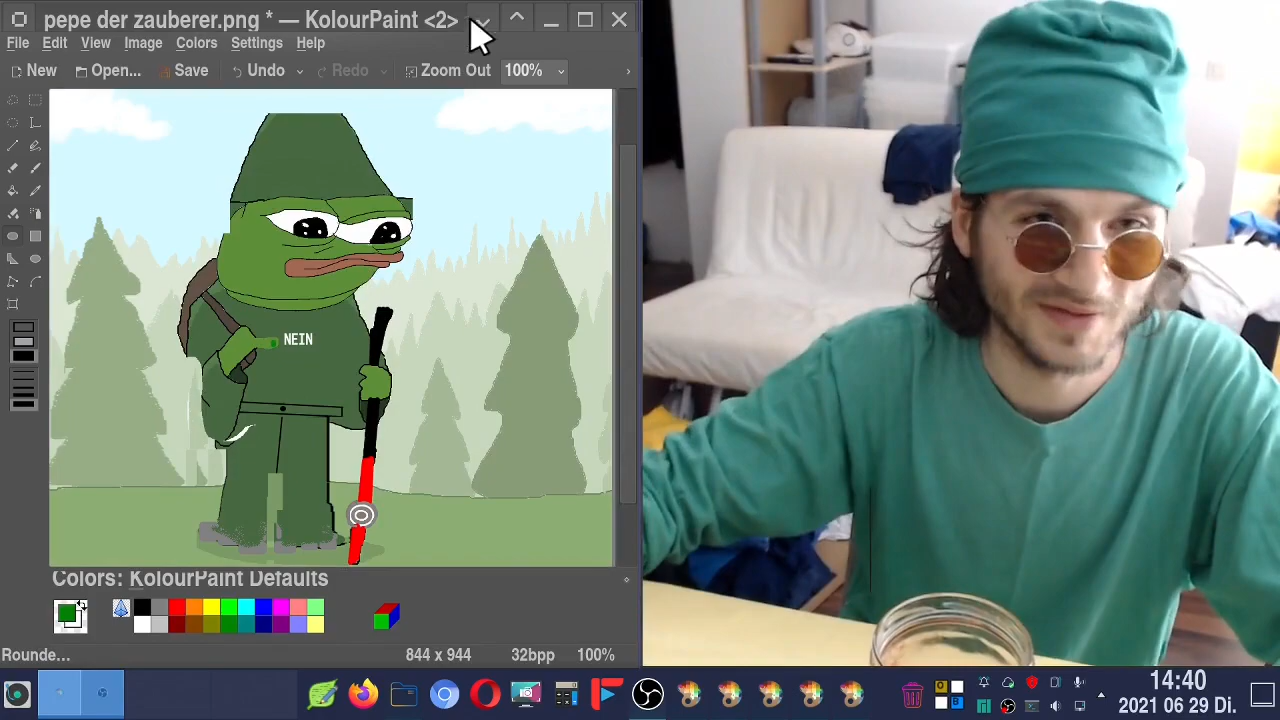 pepe der zauberer.png * — KolourPaint <2>
File Edit View Image Colors Settings Help
New Open... Save Undo Redo Zoom Out 100%
NEIN
Colors: KolourPaint Defaults
Rounde... 844 x 944 32bpp 100%
14:40
2021 06 29 Di.